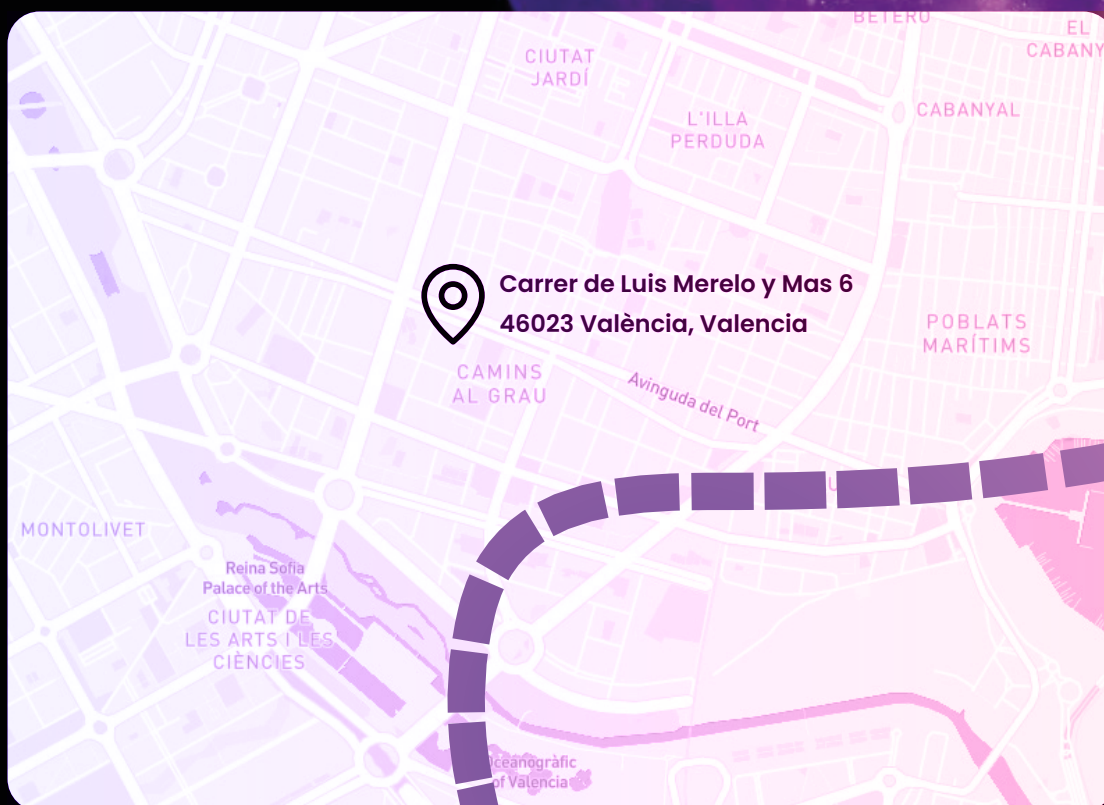 BETERÓ
EL
CIUTAT
JARDÍ
CABANYAL
L'ILLA
PERDUDA
Carrer de Luis Merelo y Mas 6
46023 València, Valencia
POBLATS
MARÍTIMS
CAMINS
AL GRAU
Avinguda del Port
MONTOLIVET
Reina Sofia
Palace of the Arts
CIUTAT DE
LES ARTS I LES
CIÈNCIES
Oceanogràfic
of Valencia